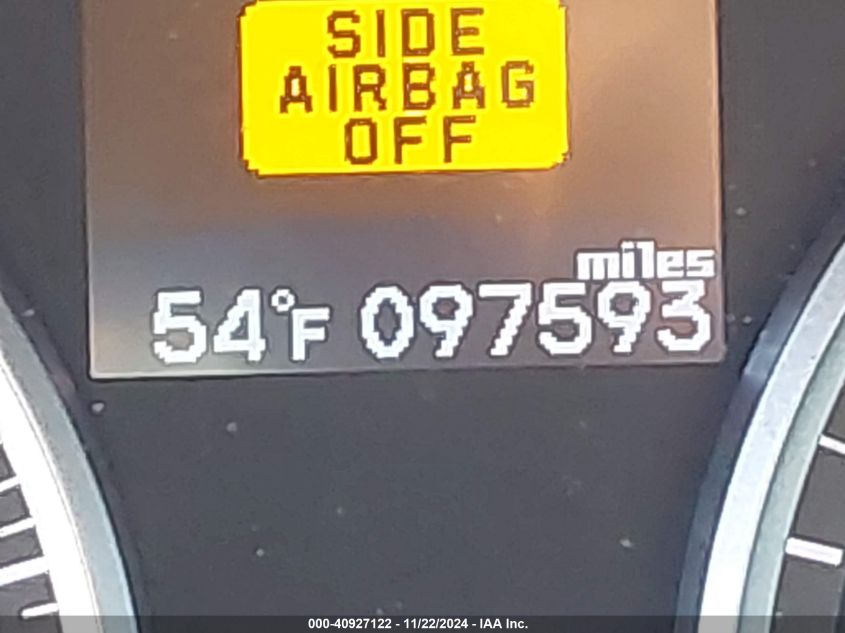 SIDE
AIRBAG
OFF
miles
54°F 097593
000-40927122 - 11/22/2024 - IAA Inc.